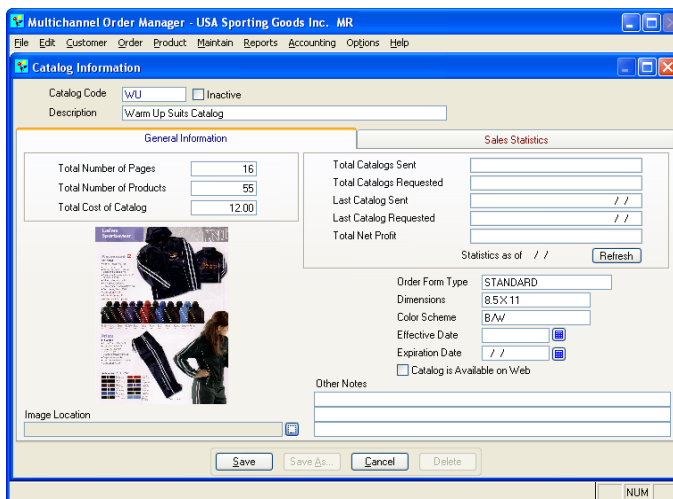 Multichannel Order Manager - USA Sporting Goods Inc. MR
File Edit Customer Order Product Maintain Reports Accounting Options Help
Catalog Information
Catalog Code WU Inactive
Description Warm Up Suits Catalog
General Information Sales Statistics
Total Number of Pages 16
Total Number of Products 55
Total Cost of Catalog 12.00
Total Catalogs Sent
Total Catalogs Requested
Last Catalog Sent / /
Last Catalog Requested / /
Total Net Profit
Statistics as of / / Refresh
Ladies
Sportswear
Order Form Type STANDARD
Dimensions 8.5 X 11
Color Scheme B/W
Effective Date
Expiration Date / /
Catalog is Available on Web
Other Notes
Image Location
Save Save As... Cancel Delete
NUM